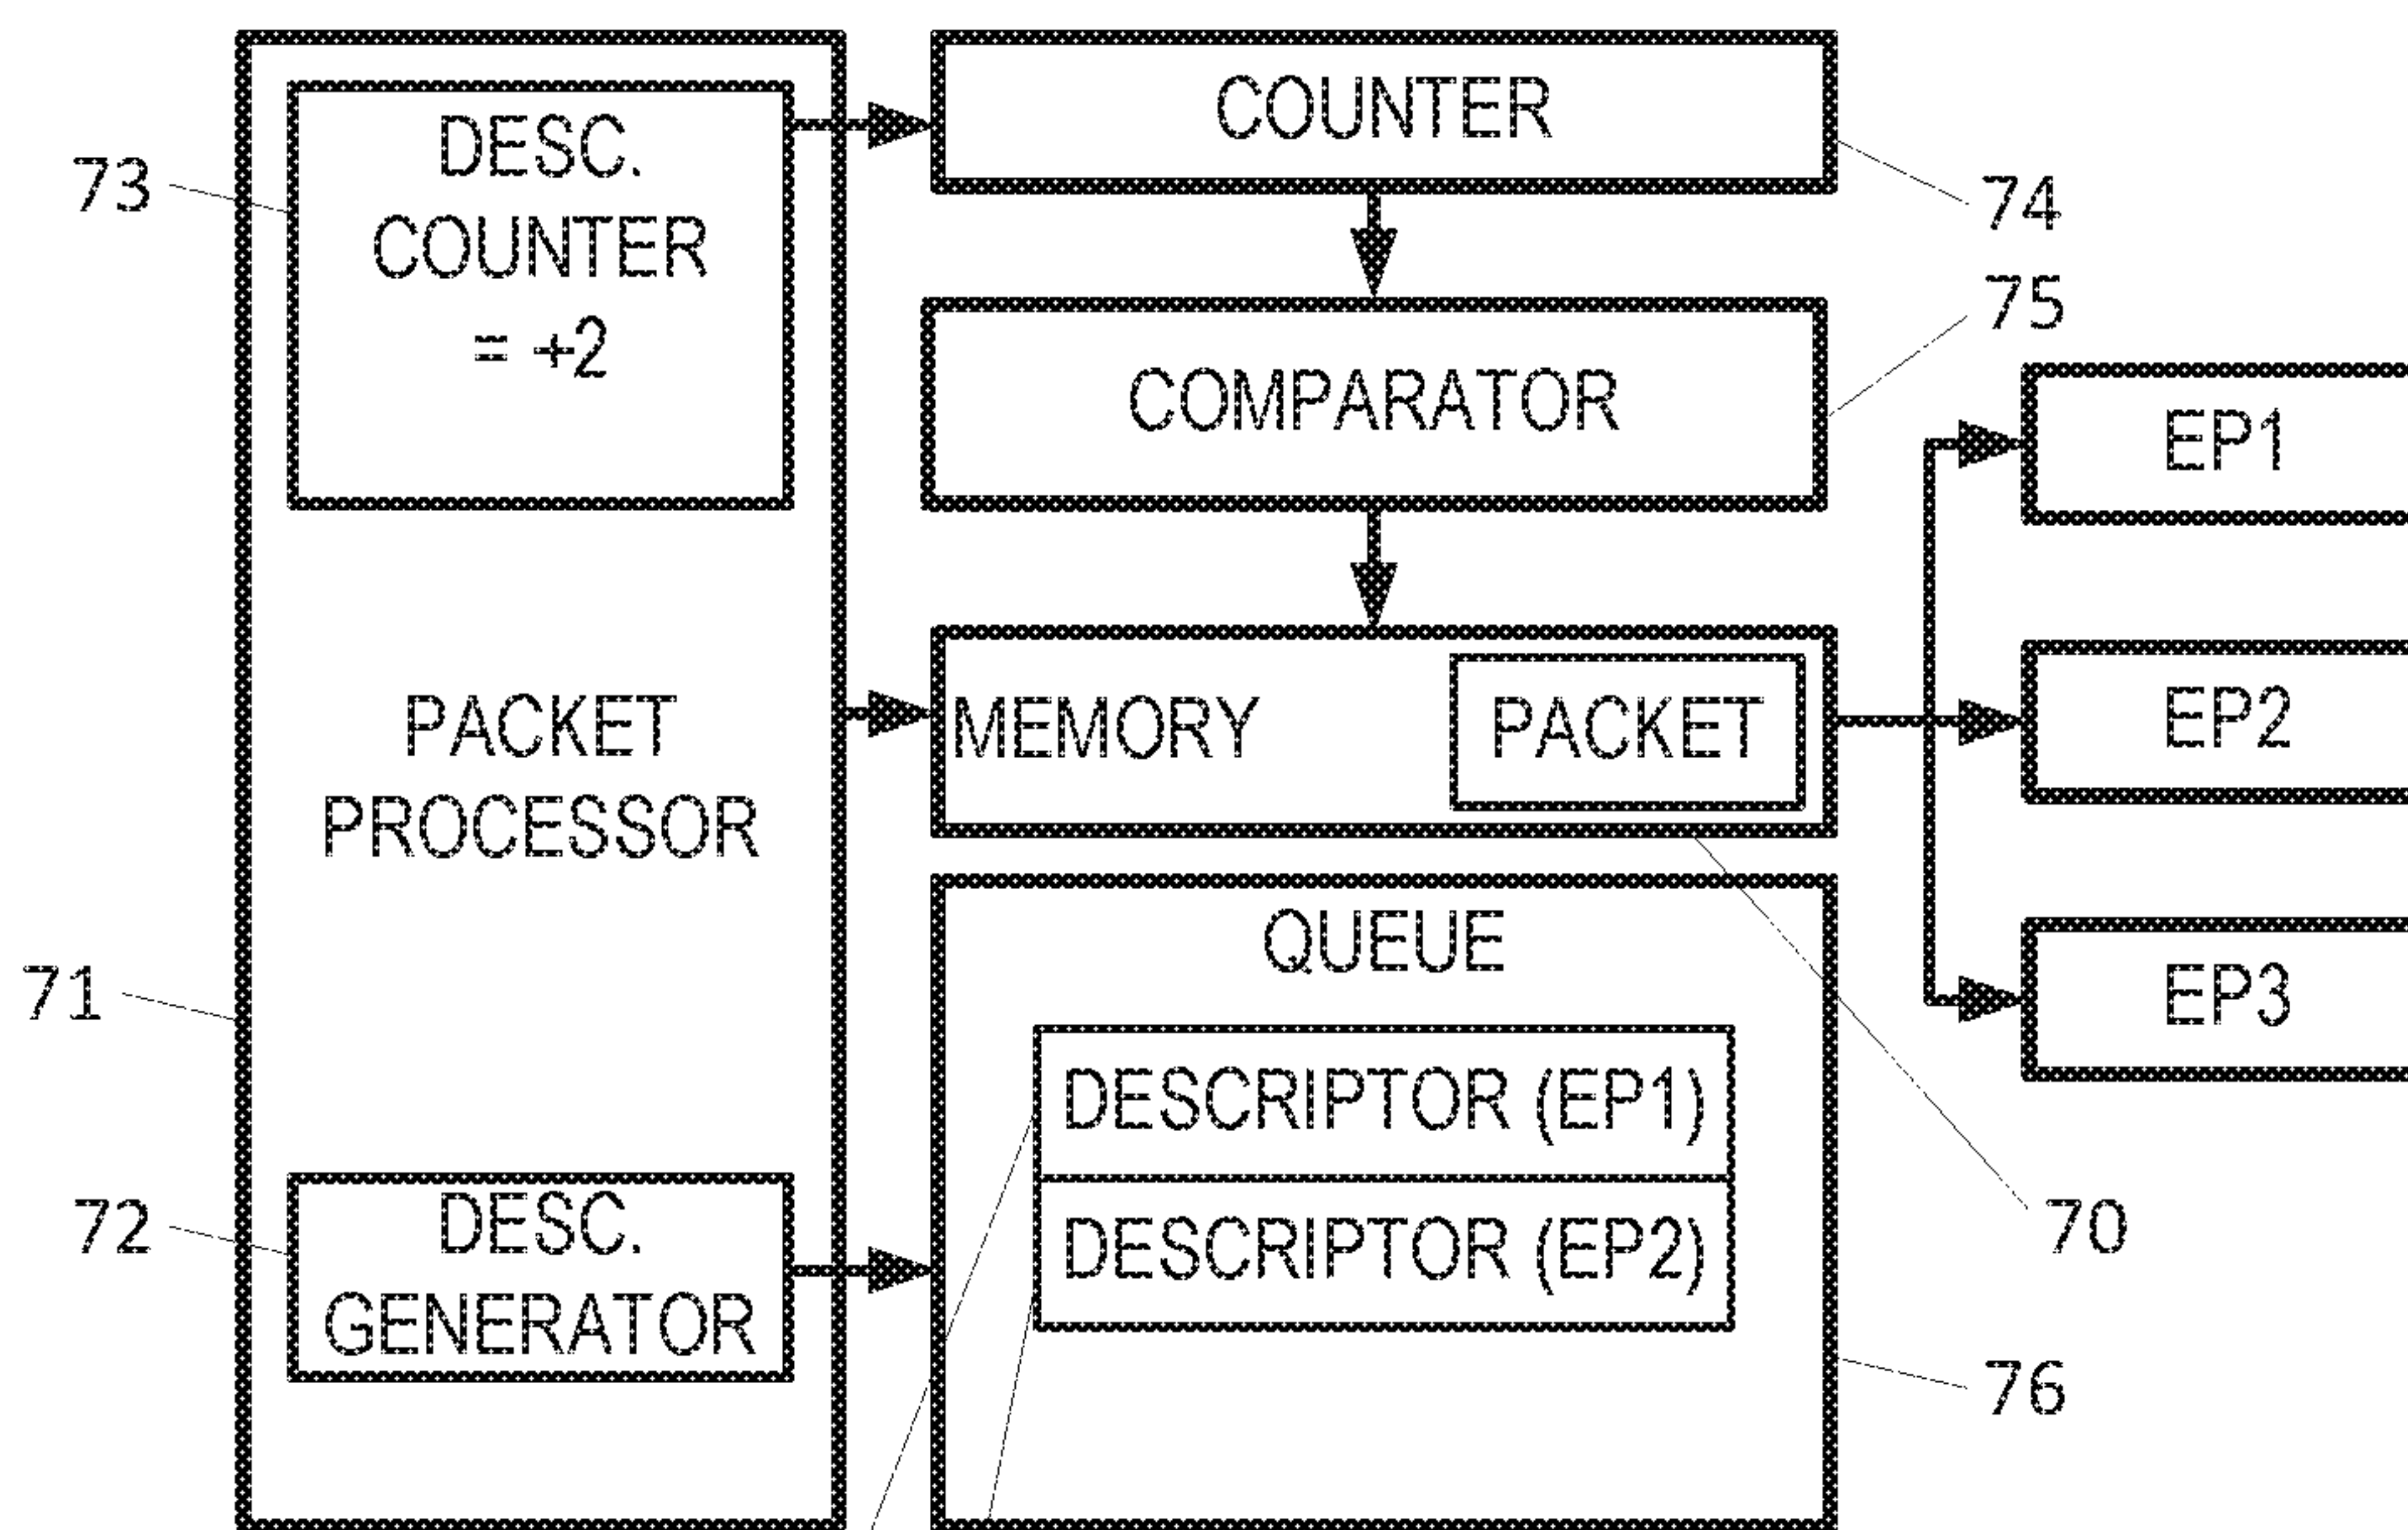 DESC.
COUNTER
= +2
73
COUNTER
74
COMPARATOR
75
EP1
PACKET
PROCESSOR
MEMORY
PACKET
EP2
QUEUE
71
EP3
DESCRIPTOR (EP1)
72
DESC.
GENERATOR
DESCRIPTOR (EP2)
70
76